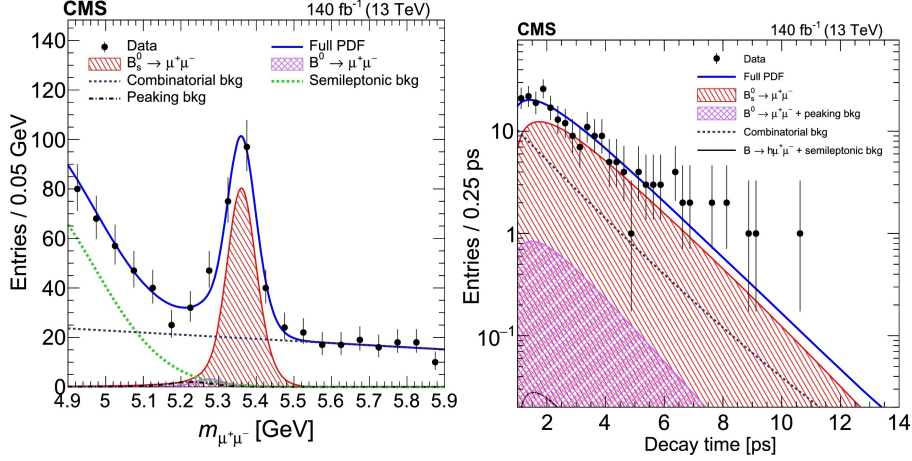 CMS 140 fb⁻¹ (13 TeV)
Entries / 0.05 GeV
140
120
100
80
60
40
20
0
Data
Full PDF
B⁰ₛ → μ⁺μ⁻
B⁰ → μ⁺μ⁻
Combinatorial bkg
Semileptonic bkg
Peaking bkg
4.9 5 5.1 5.2 5.3 5.4 5.5 5.6 5.7 5.8 5.9
m_μ⁺μ⁻ [GeV]
CMS 140 fb⁻¹ (13 TeV)
Entries / 0.25 ps
10
1
10⁻¹
Data
Full PDF
B⁰ₛ → μ⁺μ⁻
B⁰ → μ⁺μ⁻ + peaking bkg
Combinatorial bkg
B → hμ⁺μ⁻ + semileptonic bkg
2 4 6 8 10 12 14
Decay time [ps]